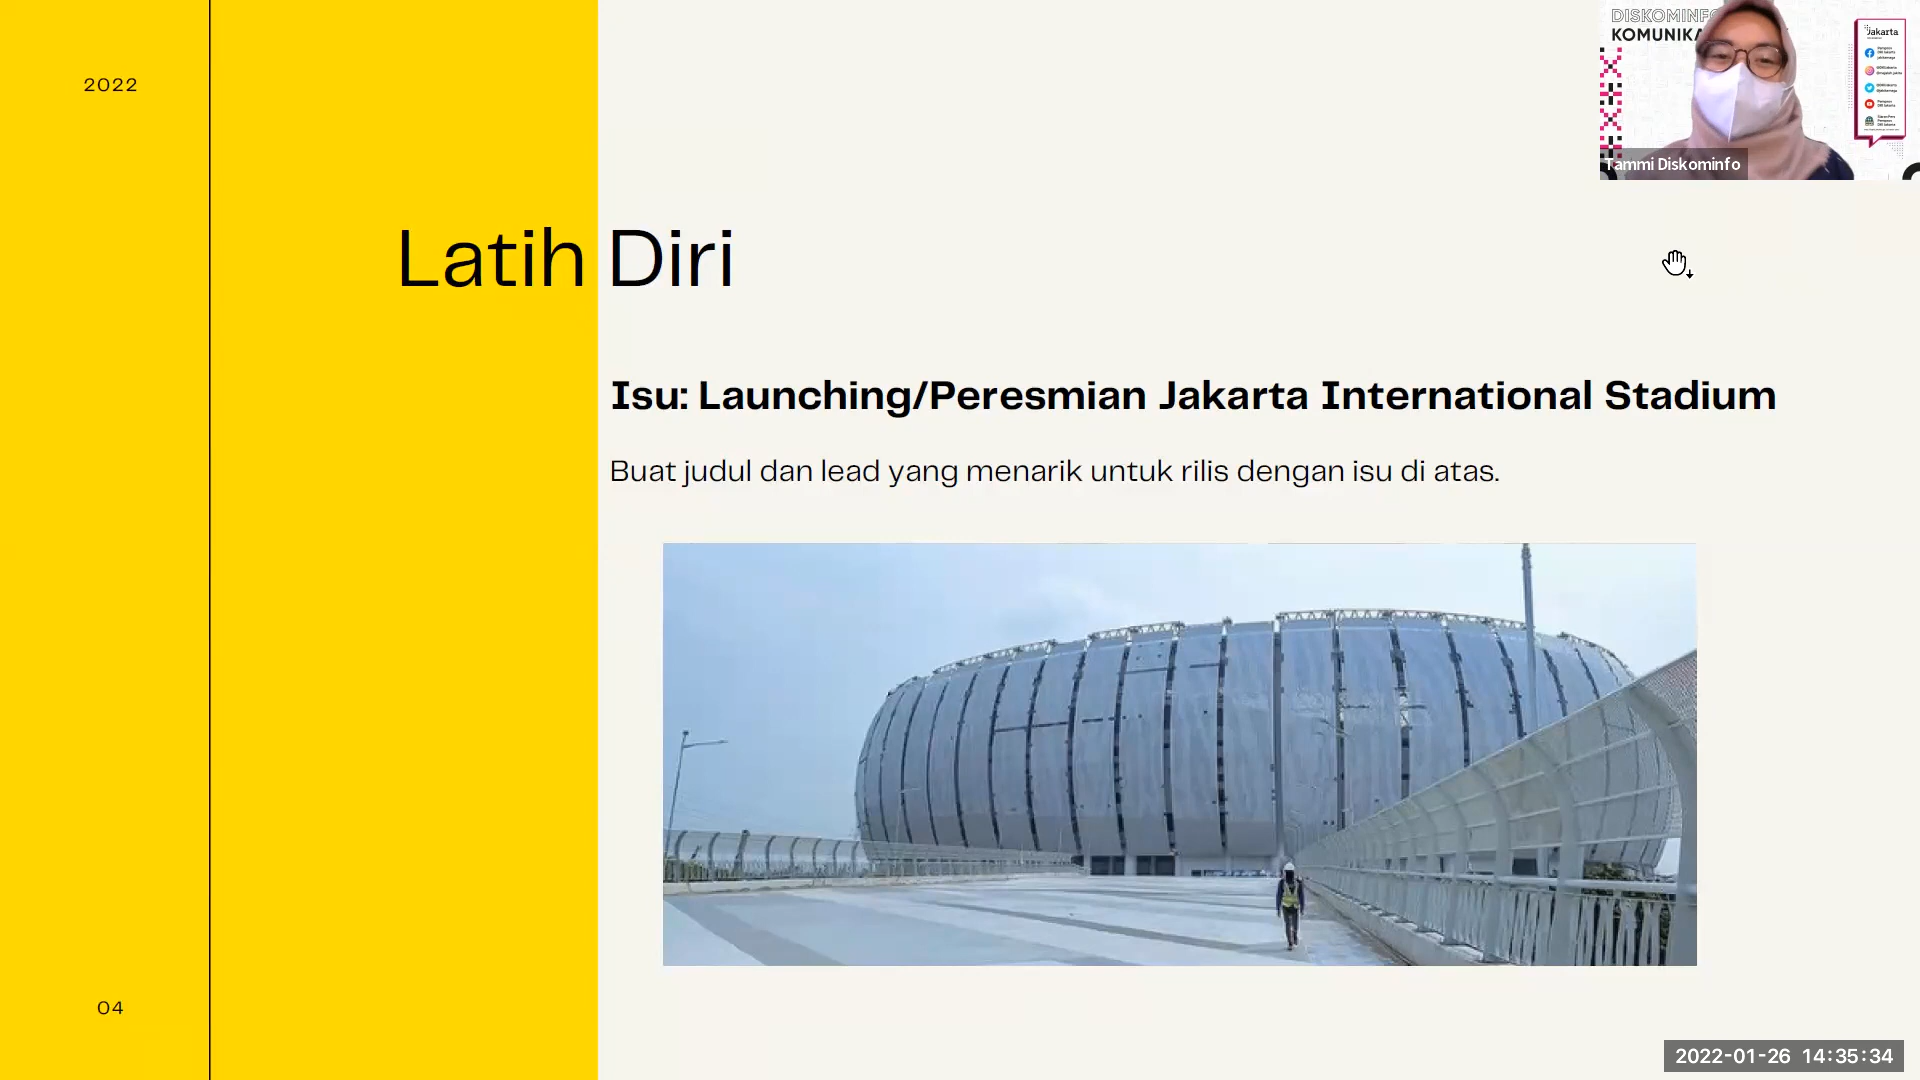 2022
Latih Diri
Isu: Launching/Peresmian Jakarta International Stadium
Buat judul dan lead yang menarik untuk rilis dengan isu di atas.
04
DISKOMINFO
KOMUNIKA
Jakarta
Tammi Diskominfo
2022-01-26 14:35:34